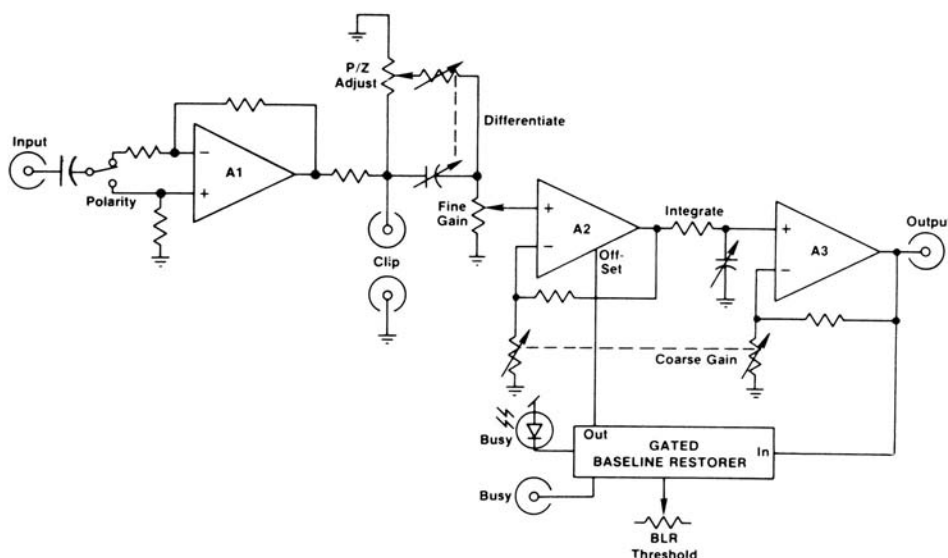 P/Z
Adjust
Input
Differentiate
-
A1
+
Polarity
Fine
Gain
Clip
+
A2
-
Off-
Set
Integrate
+
A3
-
Output
Coarse Gain
Busy
Out
GATED
BASELINE RESTORER
In
Busy
BLR
Threshold